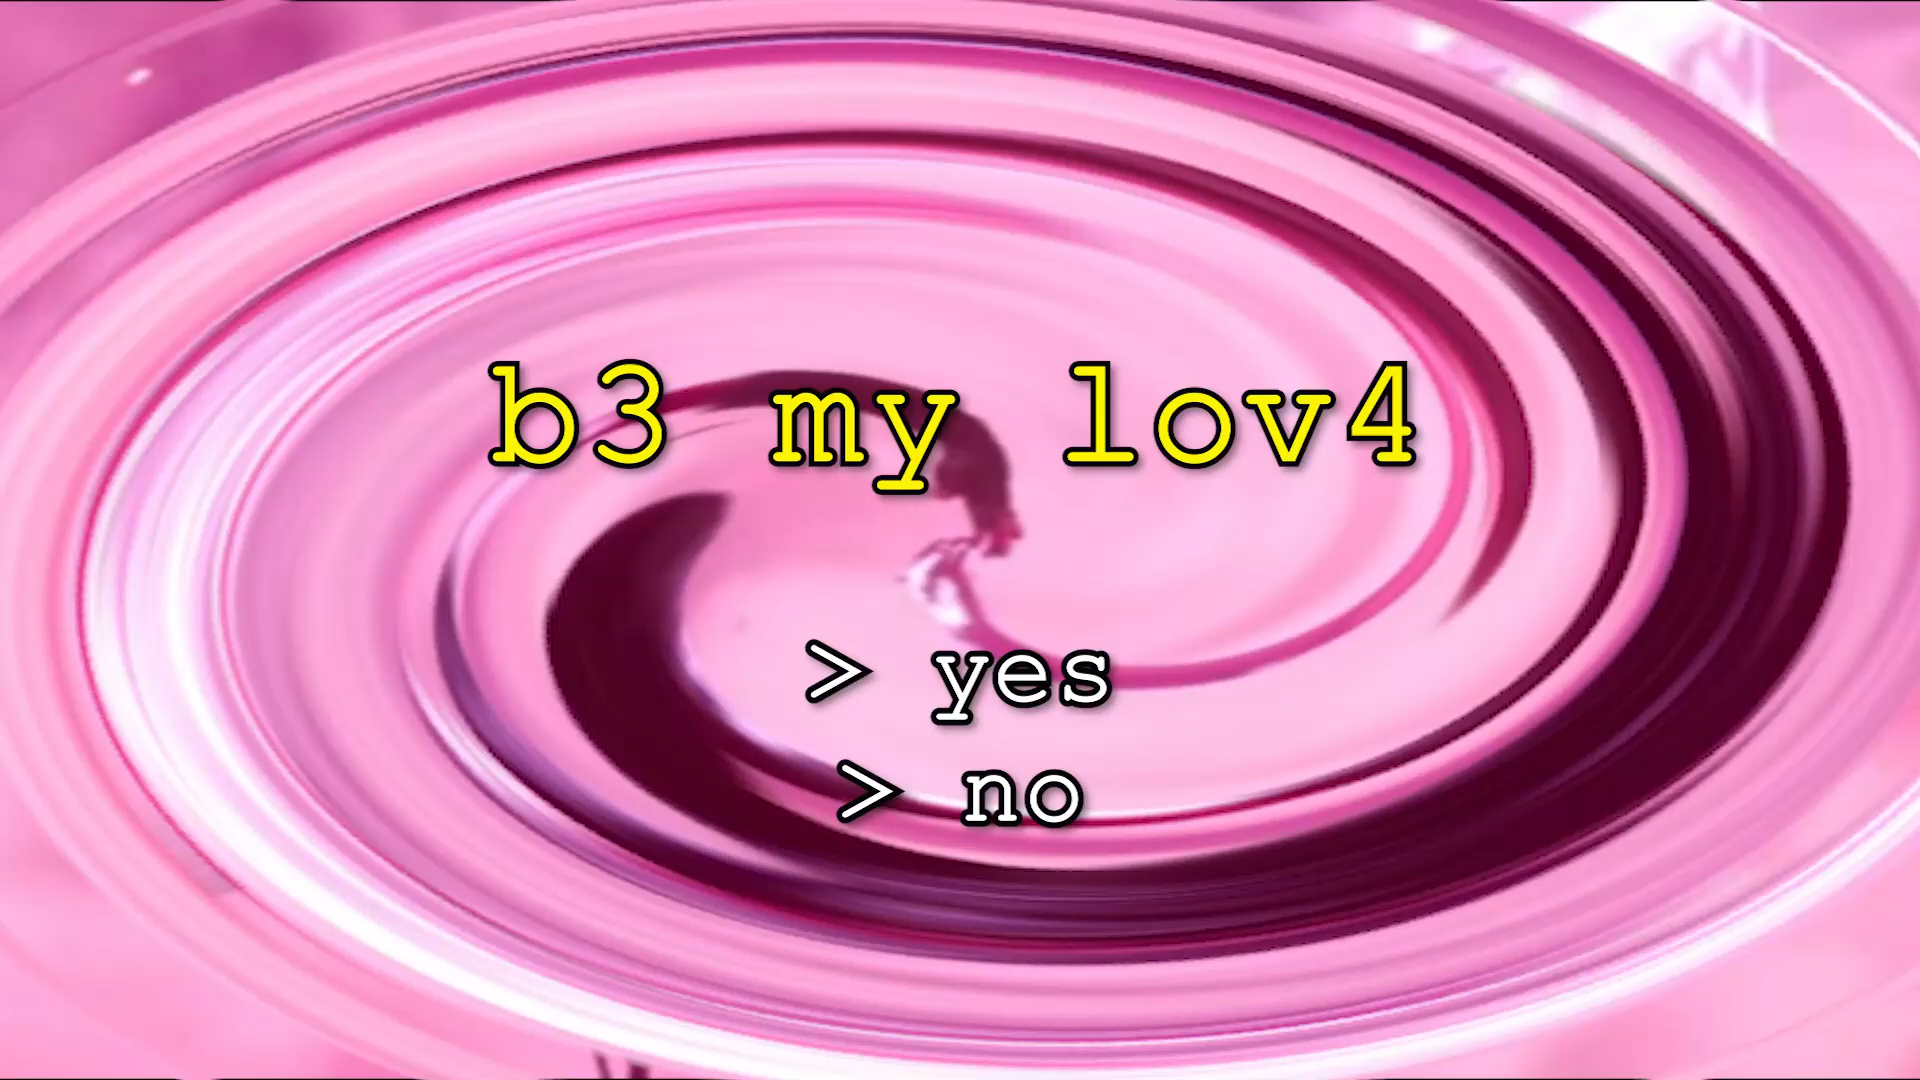 b3 my lov4
> yes
> no